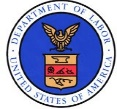 DEPARTMENT OF LABOR
UNITED STATES OF AMERICA